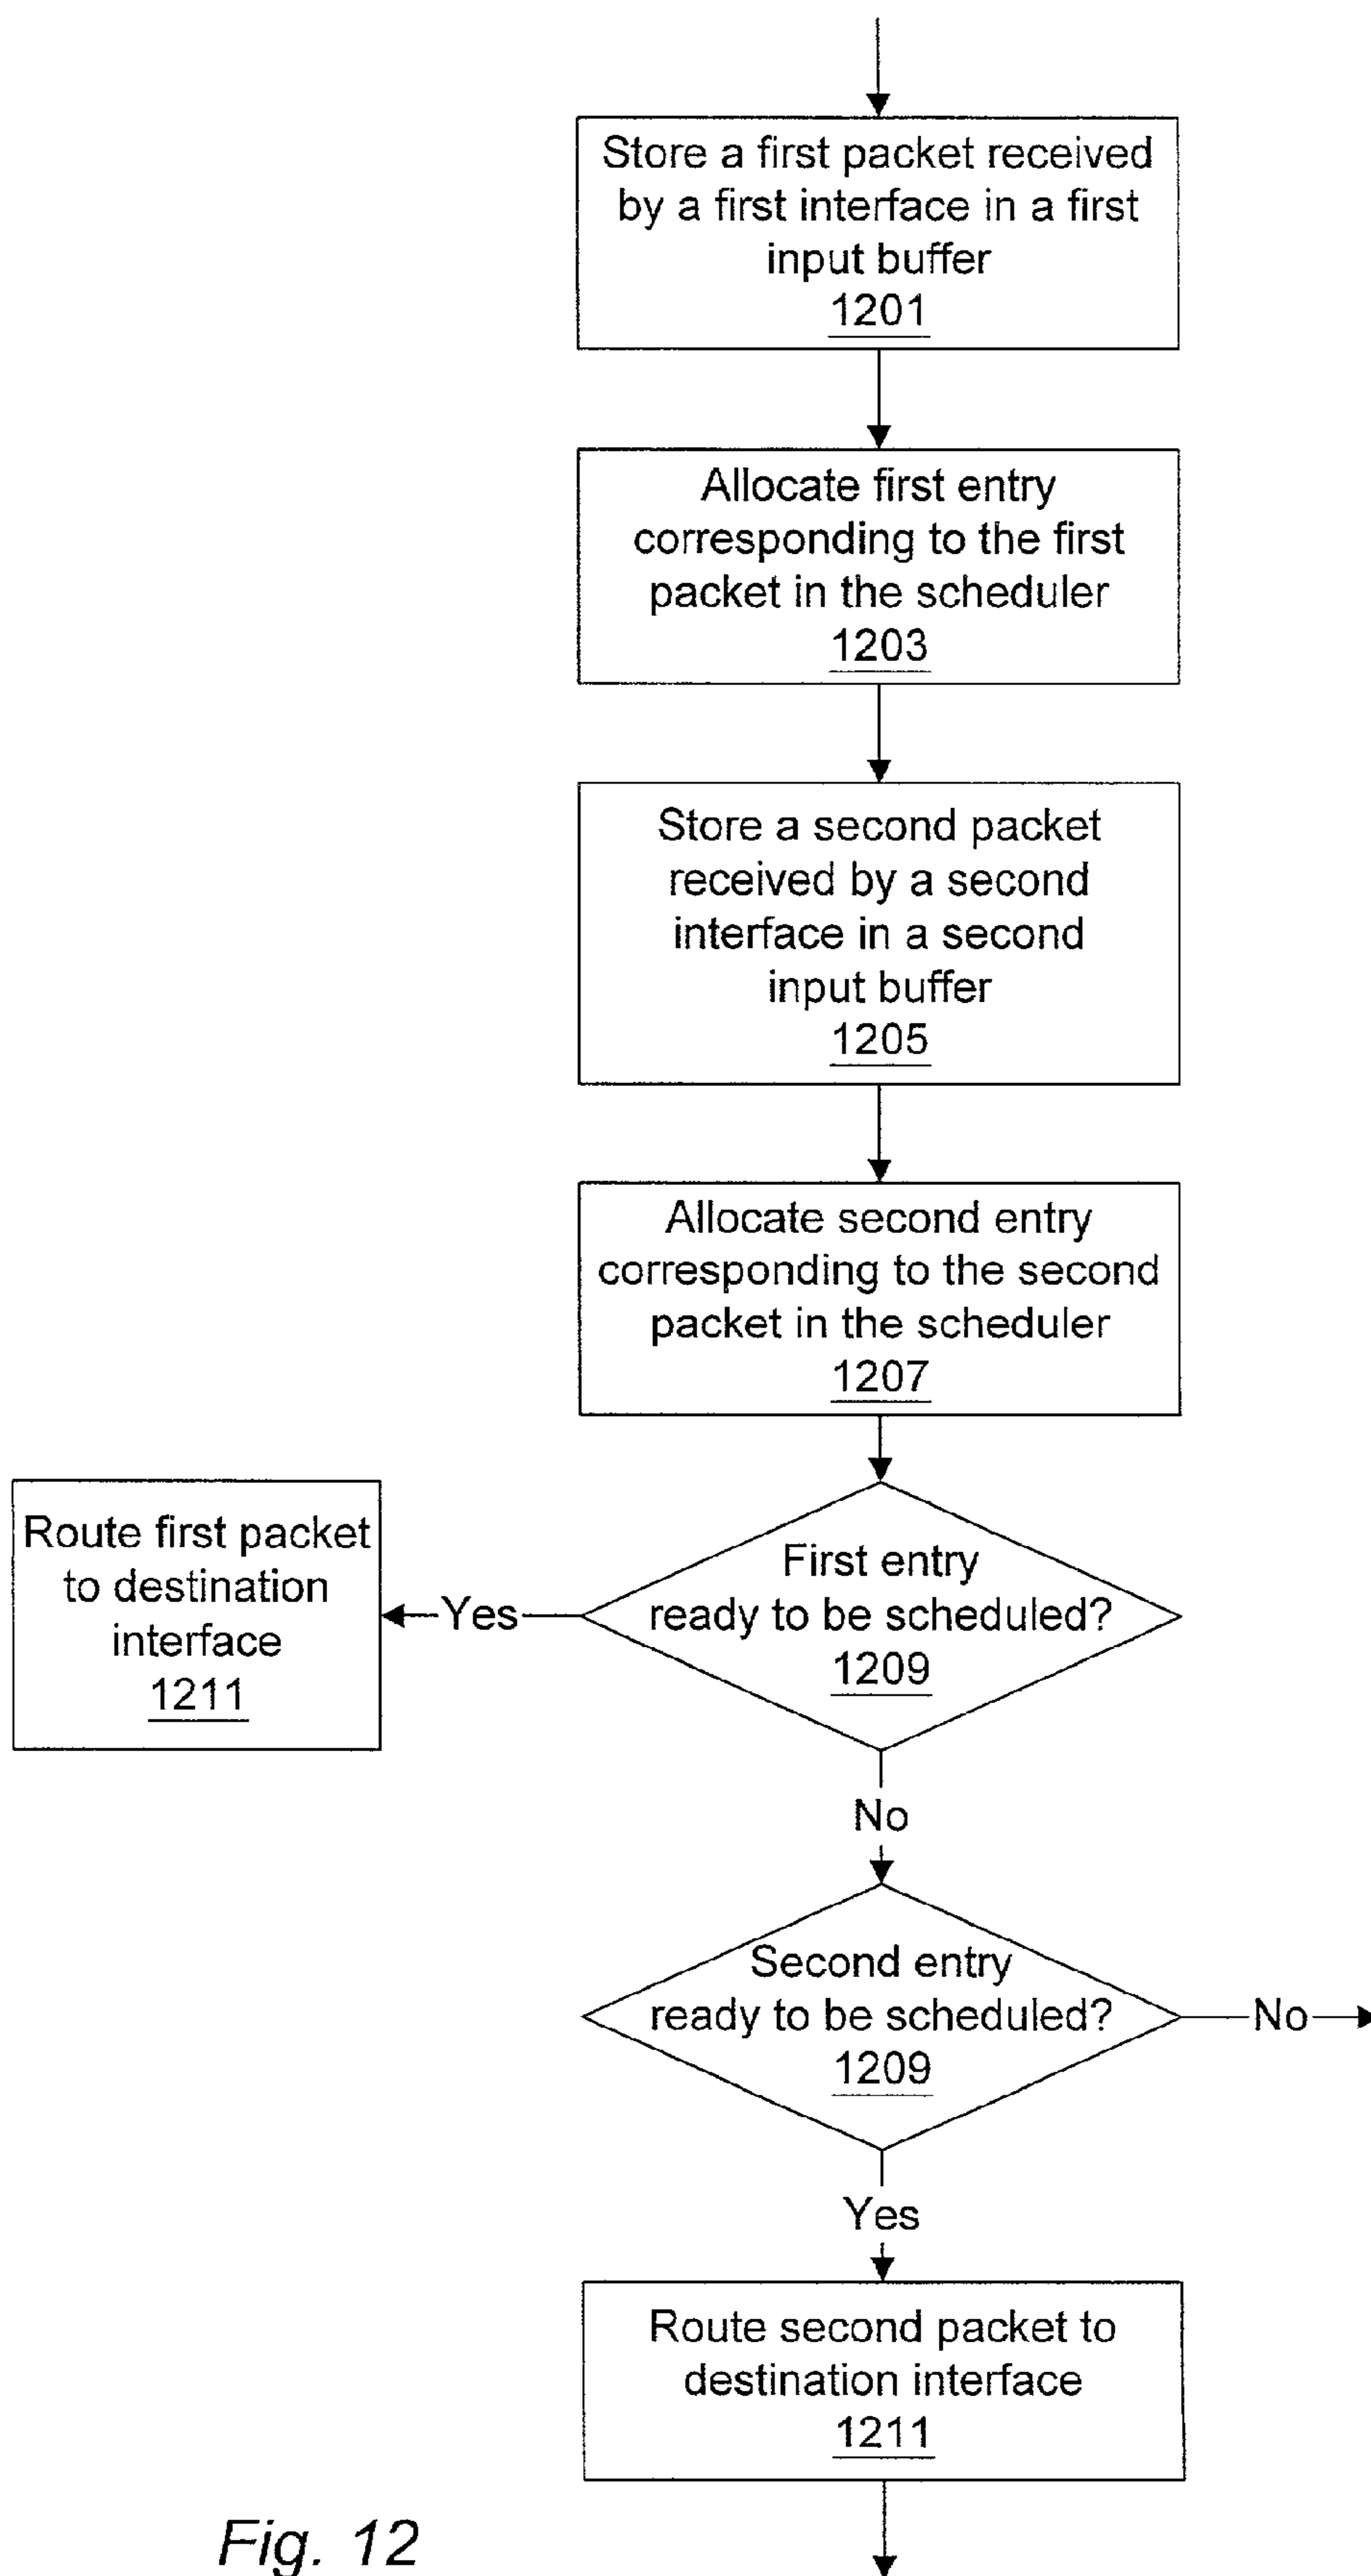 Store a first packet received
by a first interface in a first
input buffer
1201
Allocate first entry
corresponding to the first
packet in the scheduler
1203
Store a second packet
received by a second
interface in a second
input buffer
1205
Allocate second entry
corresponding to the second
packet in the scheduler
1207
First entry
ready to be scheduled?
1209
Yes
Route first packet
to destination
interface
1211
No
Second entry
ready to be scheduled?
1209
No
Yes
Route second packet to
destination interface
1211
Fig. 12